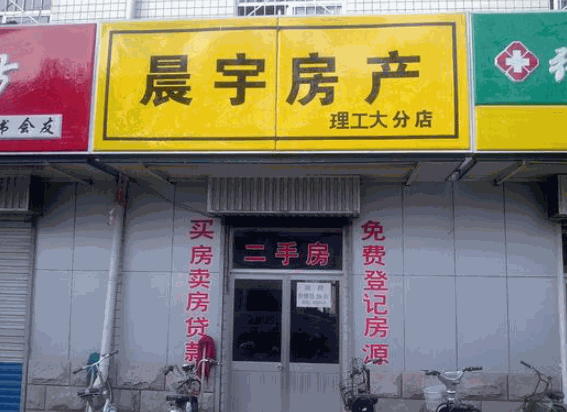 晨宇房产
理工大分店
书会友
买房卖房贷款
二手房
免费登记房源